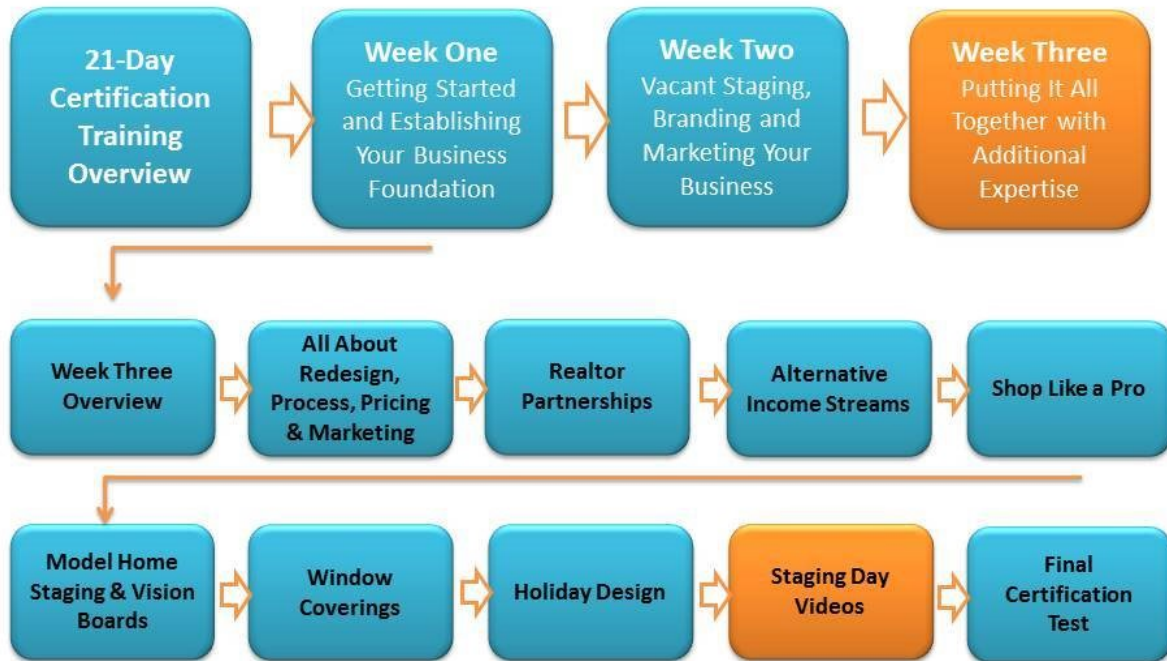 21-Day
Certification
Training
Overview
Week One
Getting Started
and Establishing
Your Business
Foundation
Week Two
Vacant Staging,
Branding and
Marketing Your
Business
Week Three
Putting It All
Together with
Additional
Expertise
Week Three
Overview
All About
Redesign,
Process, Pricing
& Marketing
Realtor
Partnerships
Alternative
Income Streams
Shop Like a Pro
Model Home
Staging & Vision
Boards
Window
Coverings
Holiday Design
Staging Day
Videos
Final
Certification
Test